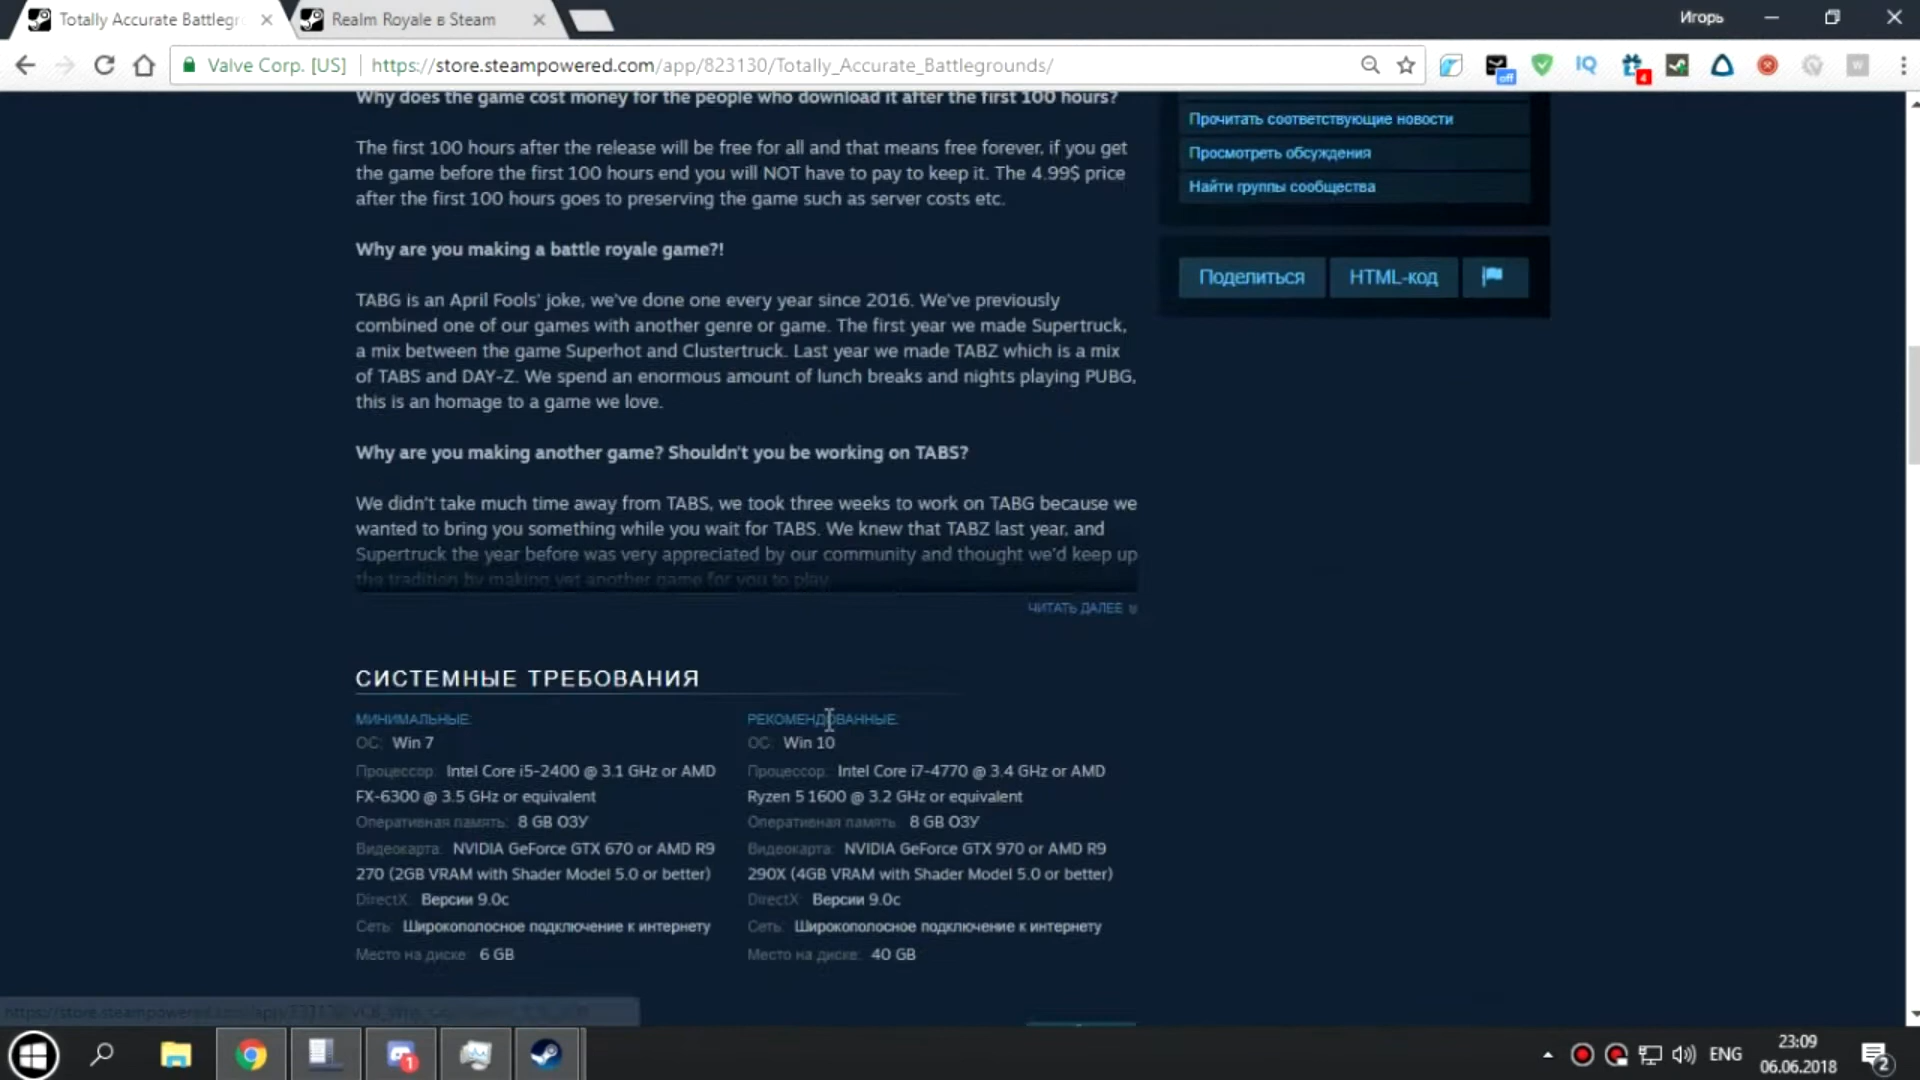 Totally Accurate Battlegr
Realm Royale в Steam
Игорь
Valve Corp. [US]
https://store.steampowered.com/app/823130/Totally_Accurate_Battlegrounds/
off
IQ
4
W
Why does the game cost money for the people who download it after the first 100 hours?
The first 100 hours after the release will be free for all and that means free forever, if you get
the game before the first 100 hours end you will NOT have to pay to keep it. The 4.99$ price
after the first 100 hours goes to preserving the game such as server costs etc.
Why are you making a battle royale game?!
TABG is an April Fools' joke, we've done one every year since 2016. We've previously
combined one of our games with another genre or game. The first year we made Supertruck,
a mix between the game Superhot and Clustertruck. Last year we made TABZ which is a mix
of TABS and DAY-Z. We spend an enormous amount of lunch breaks and nights playing PUBG,
this is an homage to a game we love.
Why are you making another game? Shouldn't you be working on TABS?
We didn't take much time away from TABS, we took three weeks to work on TABG because we
wanted to bring you something while you wait for TABS. We knew that TABZ last year, and
Supertruck the year before was very appreciated by our community and thought we'd keep up
the tradition by making yet another game for you to play.
ЧИТАТЬ ДАЛЕЕ
Прочитать соответствующие новости
Просмотреть обсуждения
Найти группы сообщества
Поделиться
HTML-код
СИСТЕМНЫЕ ТРЕБОВАНИЯ
МИНИМАЛЬНЫЕ:
ОС: Win 7
Процессор: Intel Core i5-2400 @ 3.1 GHz or AMD
FX-6300 @ 3.5 GHz or equivalent
Оперативная память: 8 GB ОЗУ
Видеокарта: NVIDIA GeForce GTX 670 or AMD R9
270 (2GB VRAM with Shader Model 5.0 or better)
DirectX: Версии 9.0c
Сеть: Широкополосное подключение к интернету
Место на диске: 6 GB
РЕКОМЕНДОВАННЫЕ:
ОС: Win 10
Процессор: Intel Core i7-4770 @ 3.4 GHz or AMD
Ryzen 5 1600 @ 3.2 GHz or equivalent
Оперативная память: 8 GB ОЗУ
Видеокарта: NVIDIA GeForce GTX 970 or AMD R9
290X (4GB VRAM with Shader Model 5.0 or better)
DirectX: Версии 9.0c
Сеть: Широкополосное подключение к интернету
Место на диске: 40 GB
1
ENG
23:09
06.06.2018
2